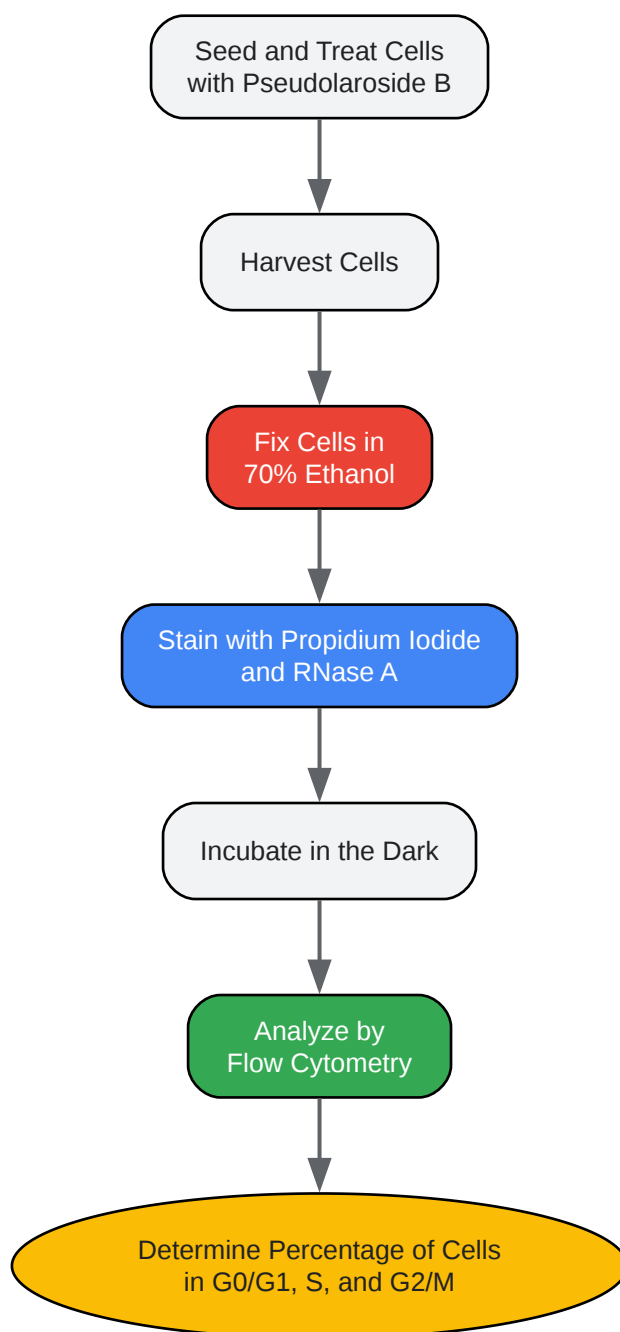 Seed and Treat Cells
with Pseudolaroside B
Harvest Cells
Fix Cells in
70% Ethanol
Stain with Propidium Iodide
and RNase A
Incubate in the Dark
Analyze by
Flow Cytometry
Determine Percentage of Cells
in G0/G1, S, and G2/M